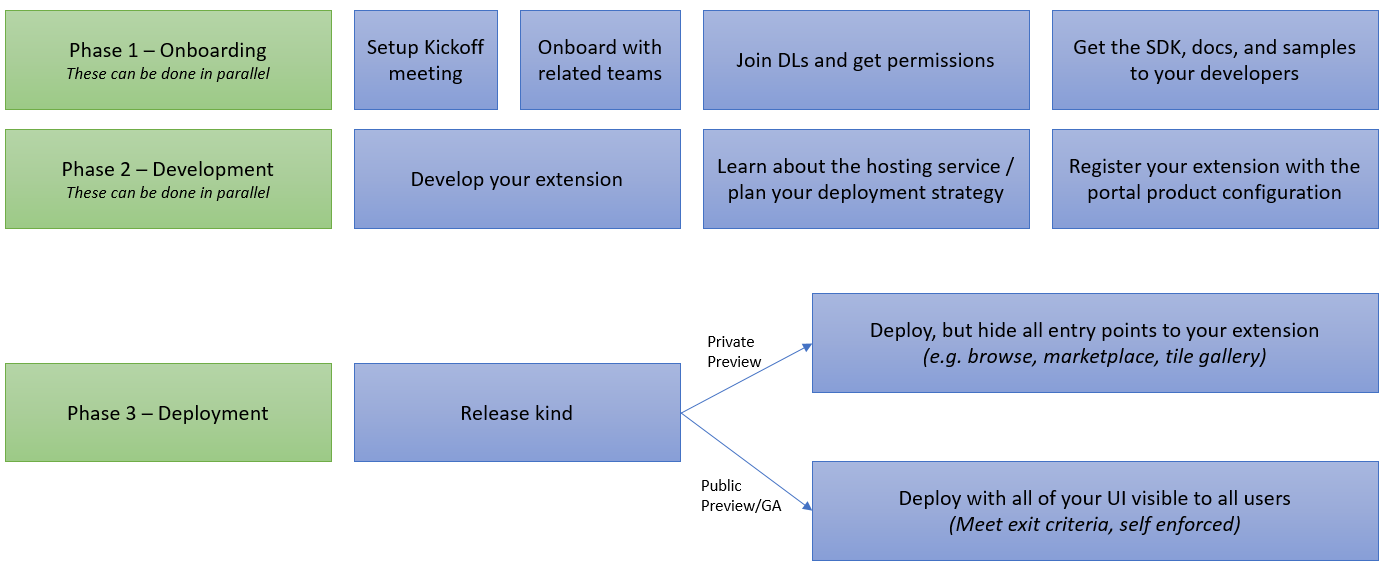 Phase 1 – Onboarding
These can be done in parallel
Setup Kickoff
meeting
Onboard with
related teams
Join DLs and get permissions
Get the SDK, docs, and samples
to your developers
Phase 2 – Development
These can be done in parallel
Develop your extension
Learn about the hosting service /
plan your deployment strategy
Register your extension with the
portal product configuration
Phase 3 – Deployment
Release kind
Private
Preview
Deploy, but hide all entry points to your extension
(e.g. browse, marketplace, tile gallery)
Public
Preview/GA
Deploy with all of your UI visible to all users
(Meet exit criteria, self enforced)